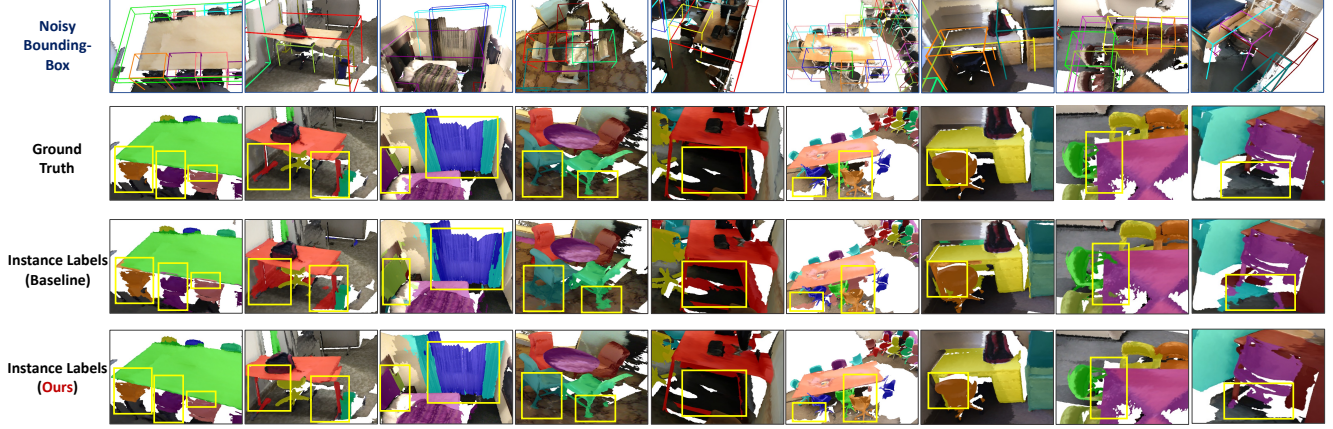 Noisy
Bounding-
Box
Ground
Truth
Instance Labels
(Baseline)
Instance Labels
(Ours)